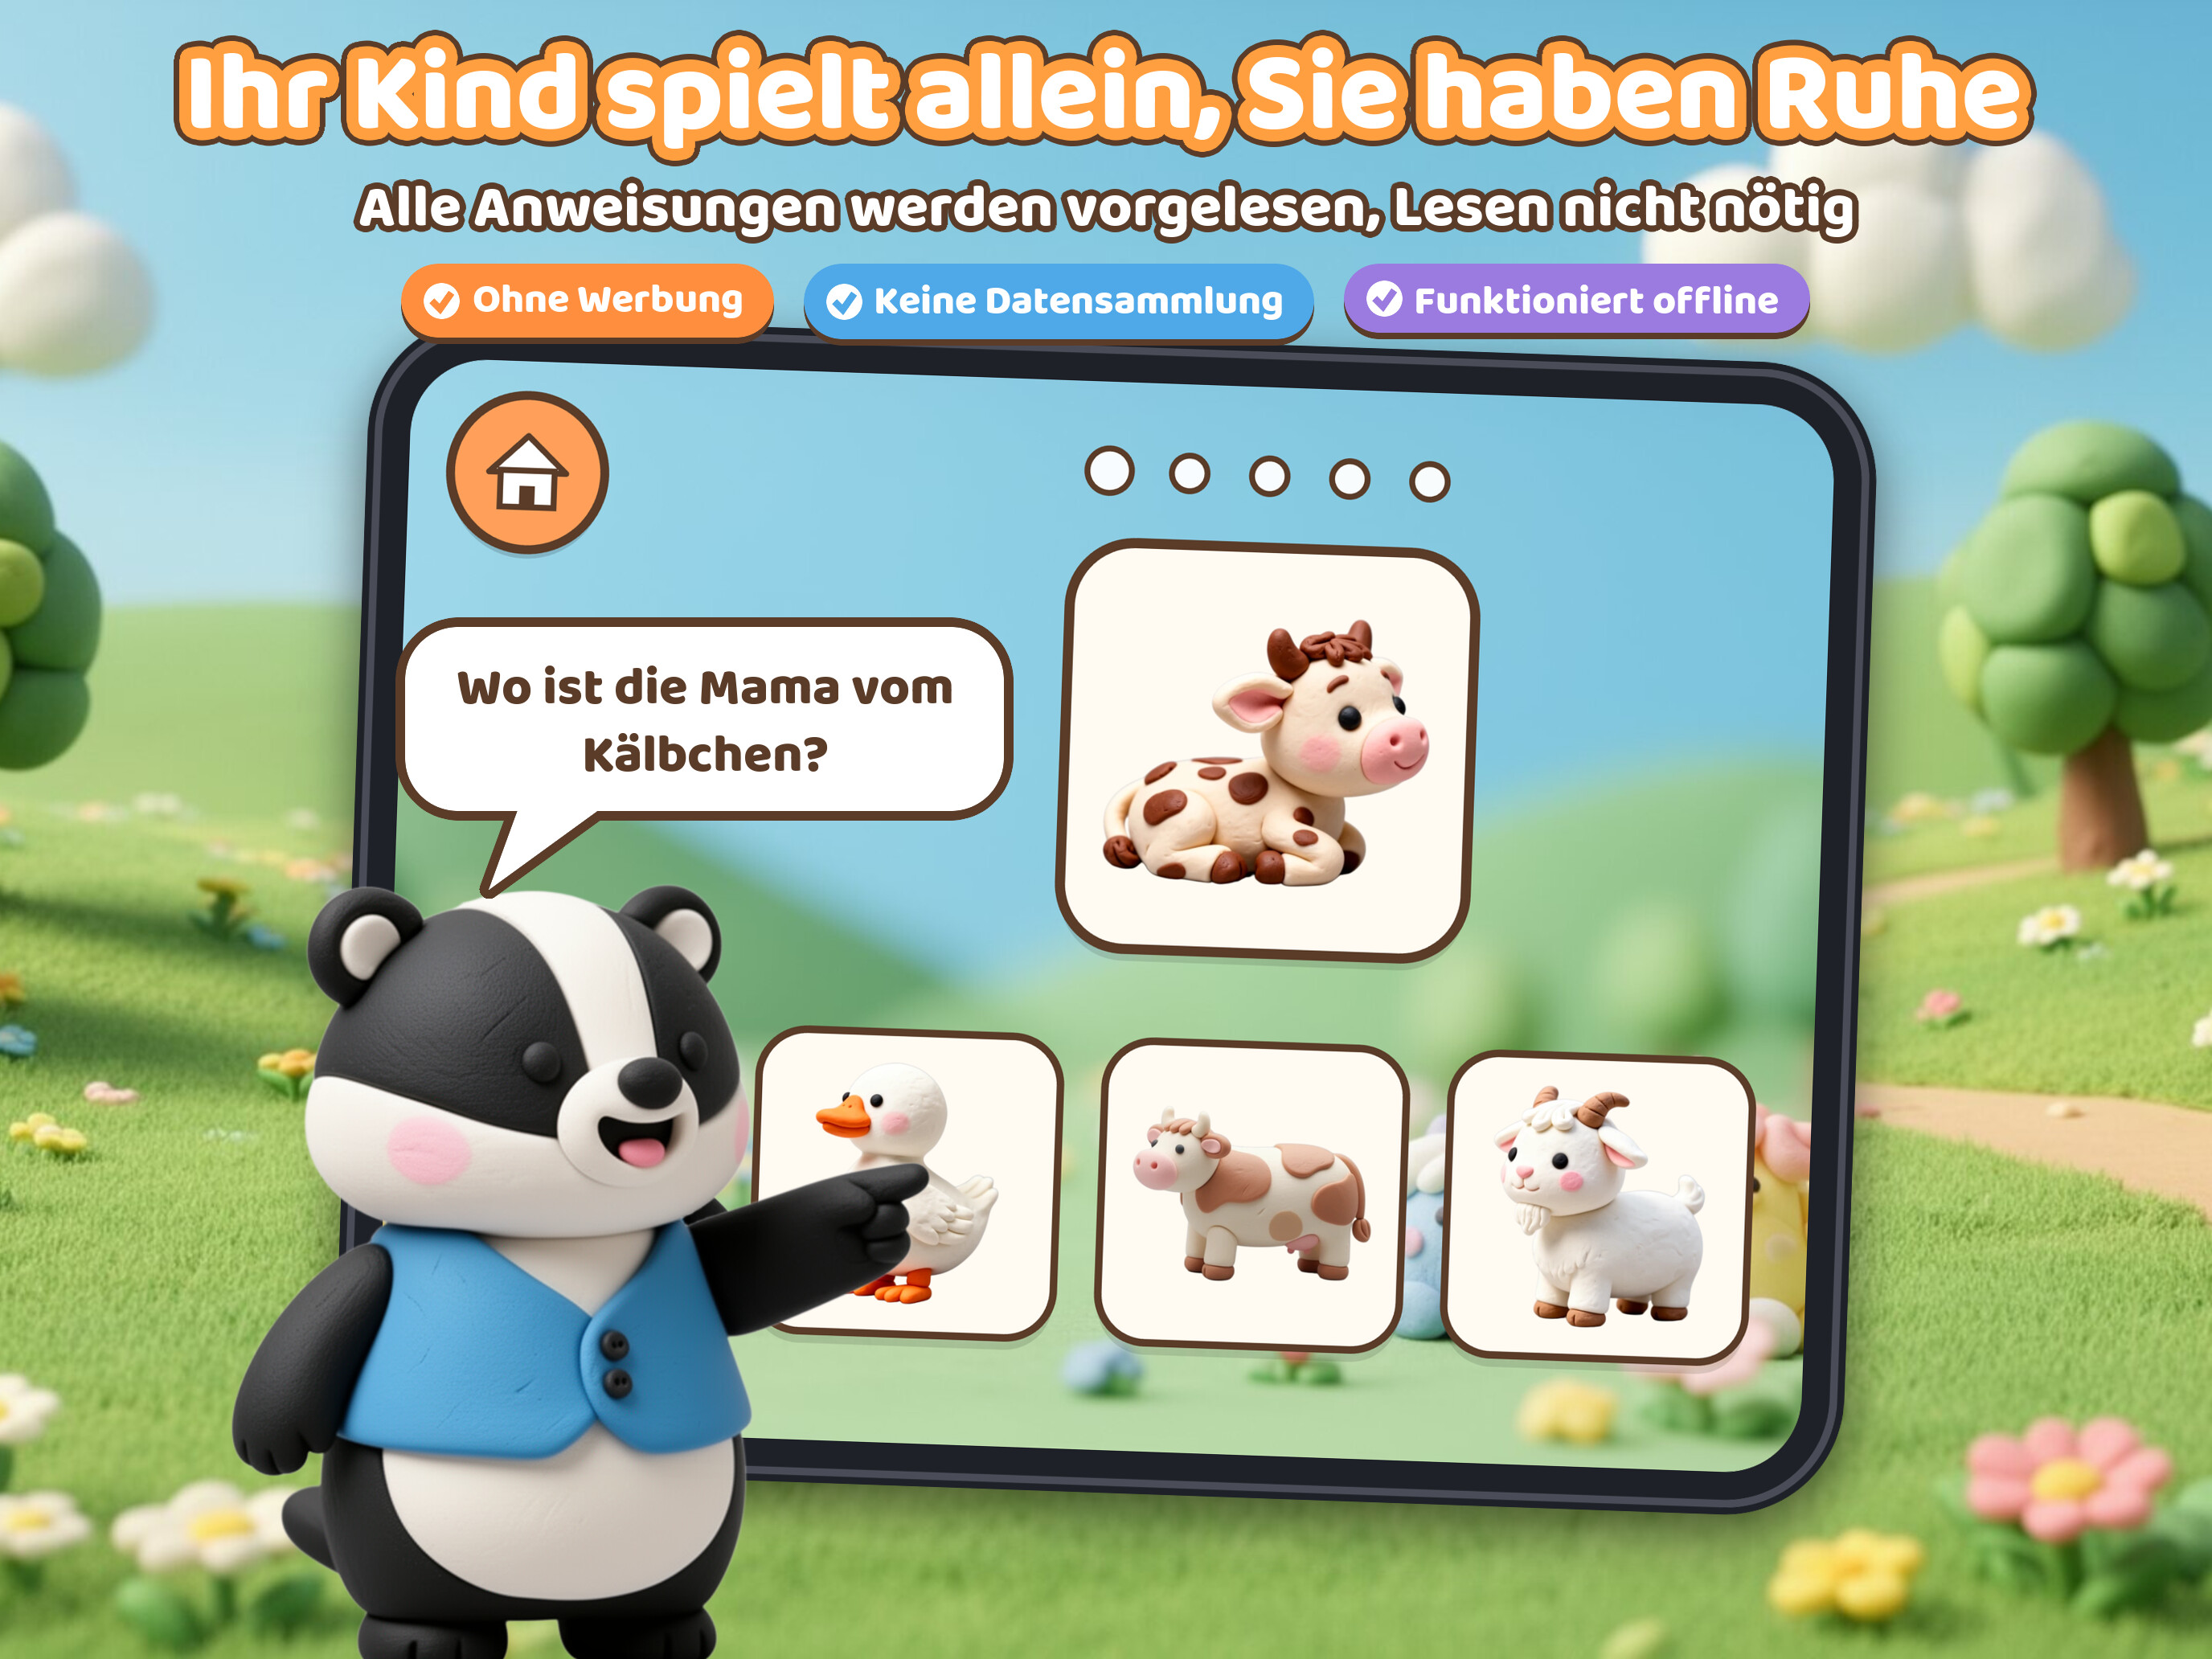 Ihr Kind spielt allein, Sie haben Ruhe
Alle Anweisungen werden vorgelesen, Lesen nicht nötig
Ohne Werbung
Keine Datensammlung
Funktioniert offline
Wo ist die Mama vom
Kälbchen?